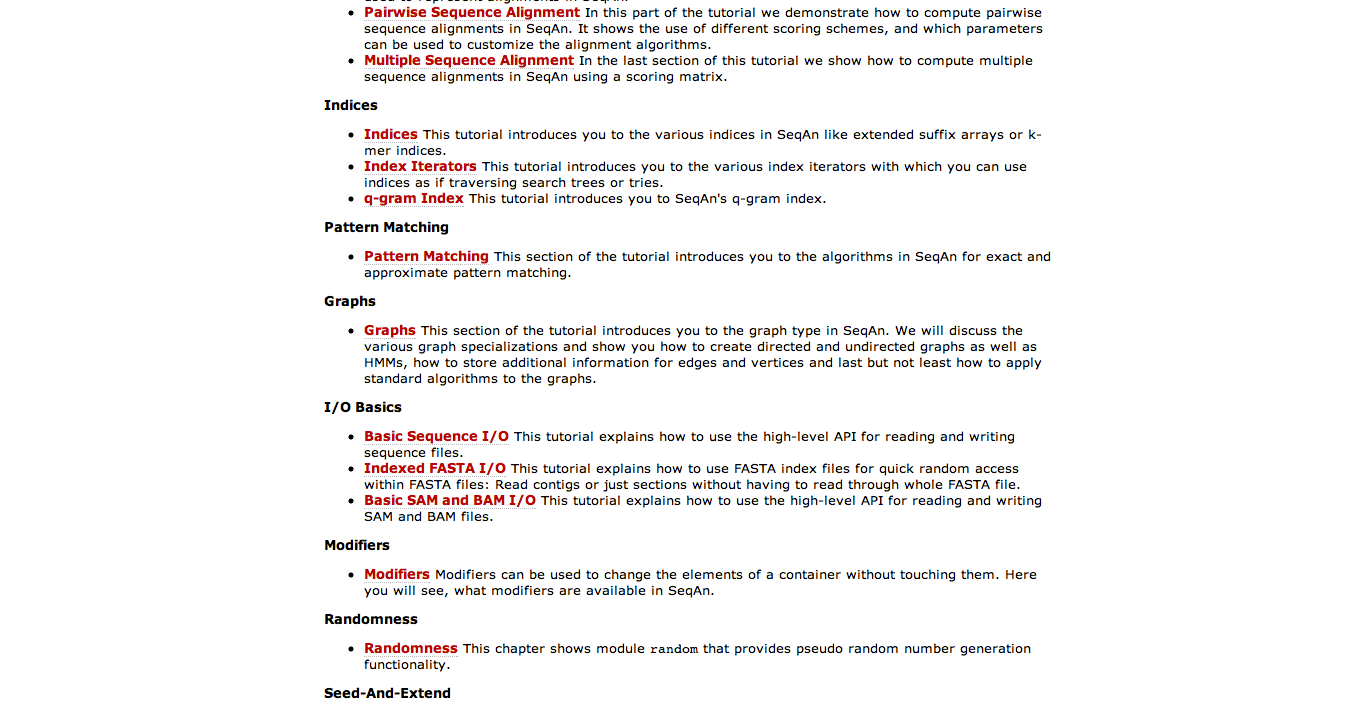 Pairwise Sequence Alignment In this part of the tutorial we demonstrate how to compute pairwise
sequence alignments in SeqAn. It shows the use of different scoring schemes, and which parameters
can be used to customize the alignment algorithms.
Multiple Sequence Alignment In the last section of this tutorial we show how to compute multiple
sequence alignments in SeqAn using a scoring matrix.
Indices
Indices This tutorial introduces you to the various indices in SeqAn like extended suffix arrays or k-
mer indices.
Index Iterators This tutorial introduces you to the various index iterators with which you can use
indices as if traversing search trees or tries.
q-gram Index This tutorial introduces you to SeqAn's q-gram index.
Pattern Matching
Pattern Matching This section of the tutorial introduces you to the algorithms in SeqAn for exact and
approximate pattern matching.
Graphs
Graphs This section of the tutorial introduces you to the graph type in SeqAn. We will discuss the
various graph specializations and show you how to create directed and undirected graphs as well as
HMMs, how to store additional information for edges and vertices and last but not least how to apply
standard algorithms to the graphs.
I/O Basics
Basic Sequence I/O This tutorial explains how to use the high-level API for reading and writing
sequence files.
Indexed FASTA I/O This tutorial explains how to use FASTA index files for quick random access
within FASTA files: Read contigs or just sections without having to read through whole FASTA file.
Basic SAM and BAM I/O This tutorial explains how to use the high-level API for reading and writing
SAM and BAM files.
Modifiers
Modifiers Modifiers can be used to change the elements of a container without touching them. Here
you will see, what modifiers are available in SeqAn.
Randomness
Randomness This chapter shows module random that provides pseudo random number generation
functionality.
Seed-And-Extend